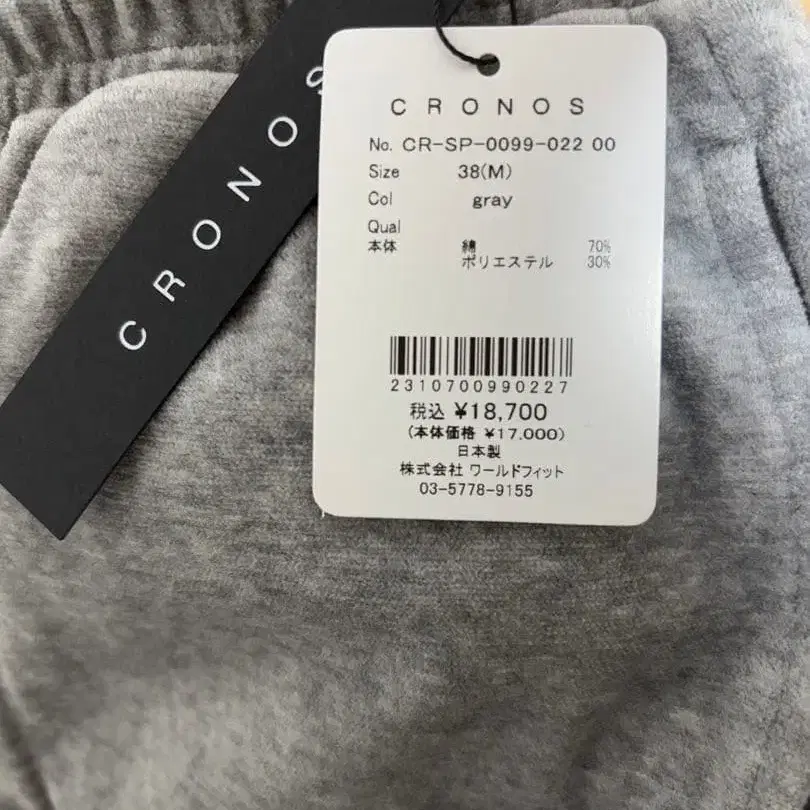 CRONOS
CRONOS
No. CR-SP-0099-022 00
Size 38(M)
Col gray
Qual
本体 綿 70%
ポリエステル 30%
2310700990227
税込 ¥18,700
(本体価格 ¥17,000)
日本製
株式会社 ワールドフィット
03-5778-9155